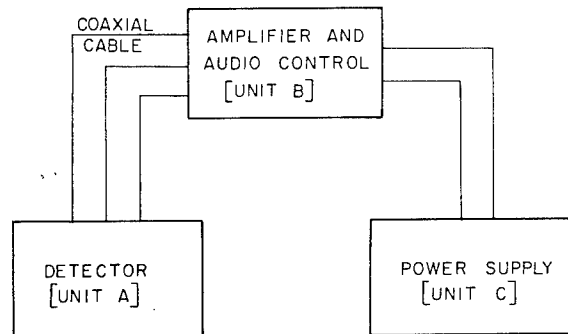 COAXIAL
CABLE
AMPLIFIER AND
AUDIO CONTROL
[UNIT B]
DETECTOR
[UNIT A]
POWER SUPPLY
[UNIT C]